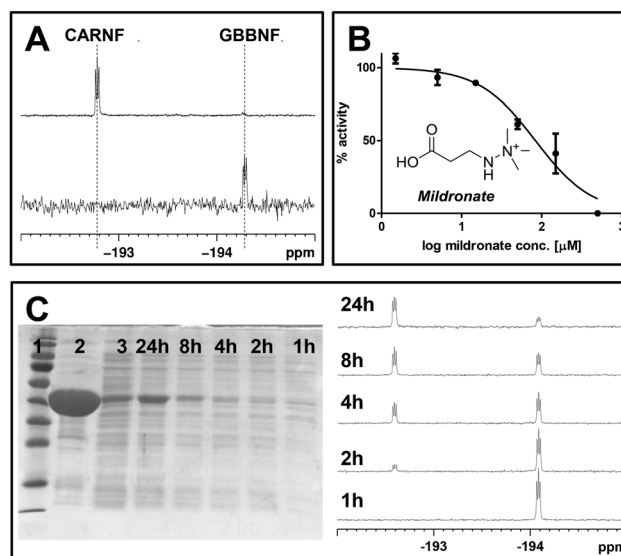 A
CARNF GBBNF
−193 −194 ppm
B
% activity
100
50
0
O
HO
N
H
N
+
Mildronate
0 1 2 3
log mildronate conc. [µM]
C
1 2 3 24h 8h 4h 2h 1h
24h
8h
4h
2h
1h
-193 -194 ppm